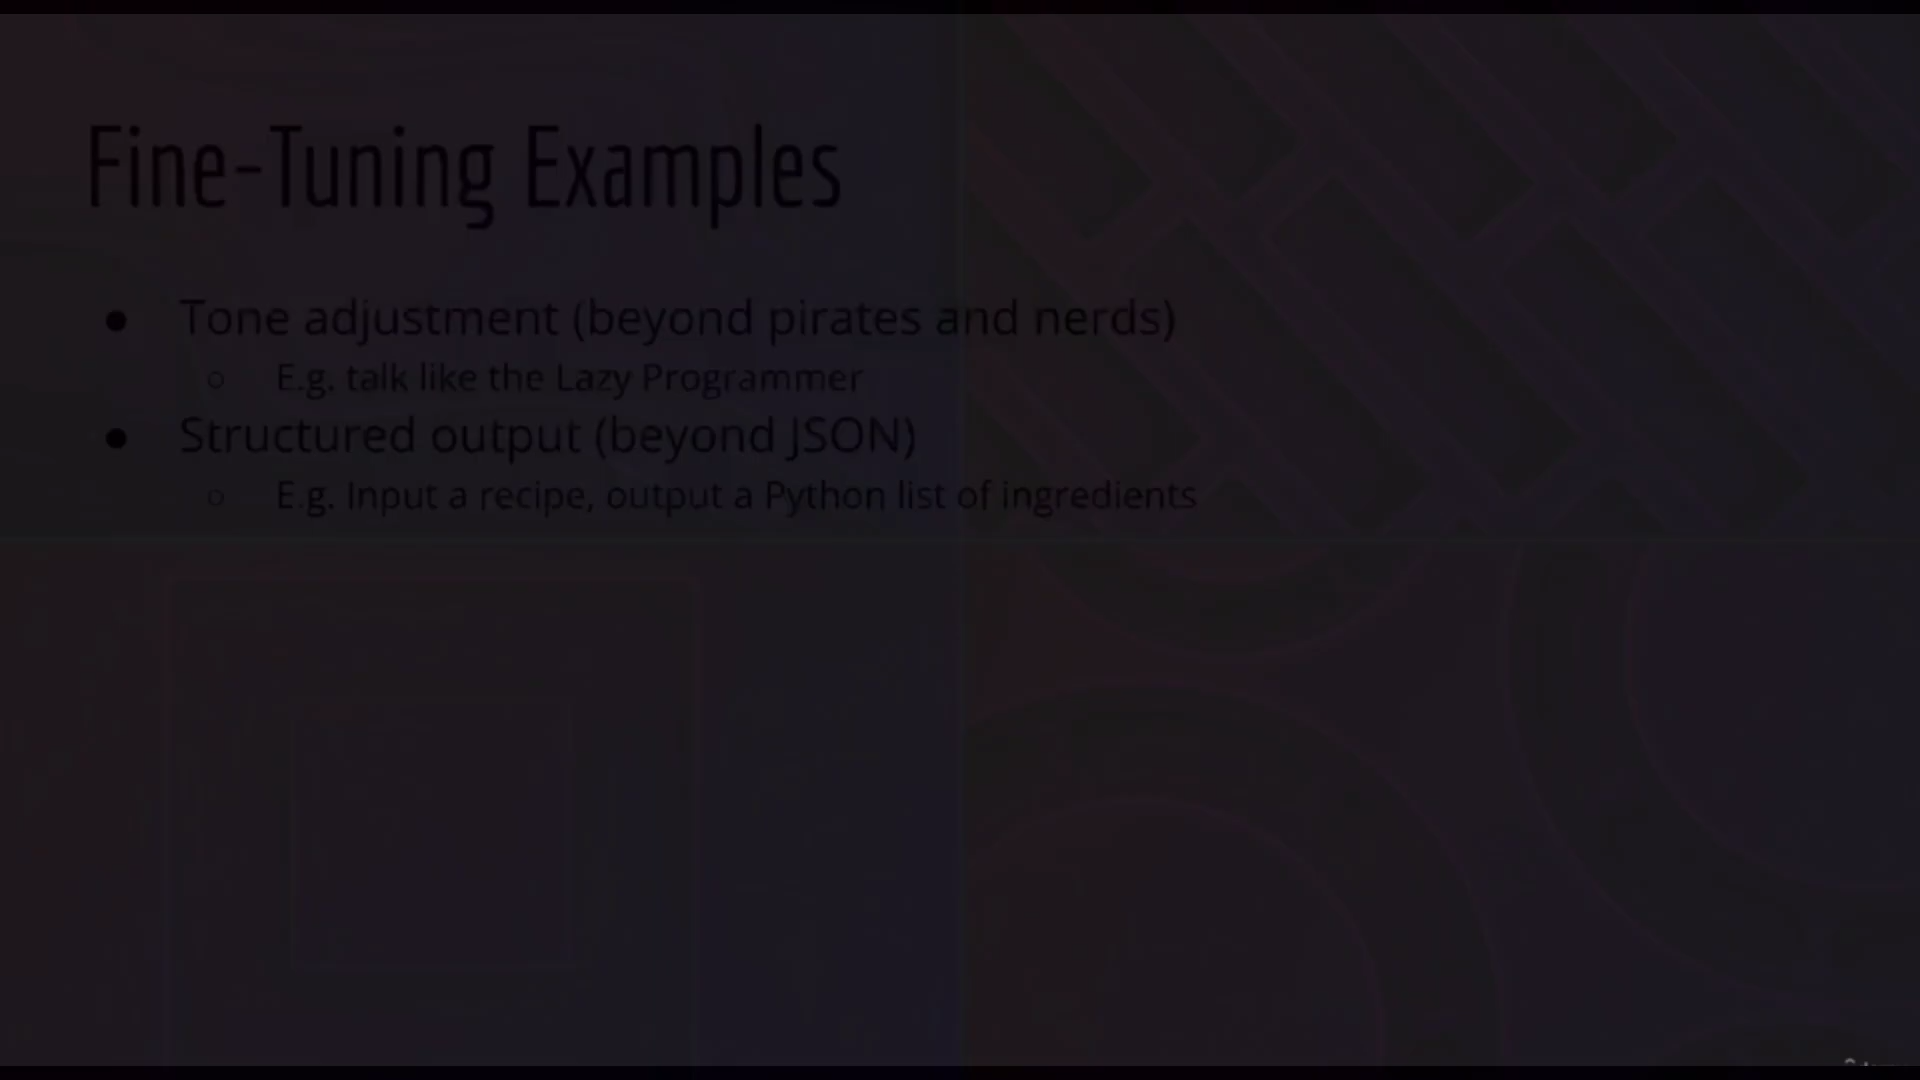 Fine-Tuning Examples
● Tone adjustment (beyond pirates and nerds)
○ E.g. talk like the Lazy Programmer
● Structured output (beyond JSON)
○ E.g. Input a recipe, output a Python list of ingredients